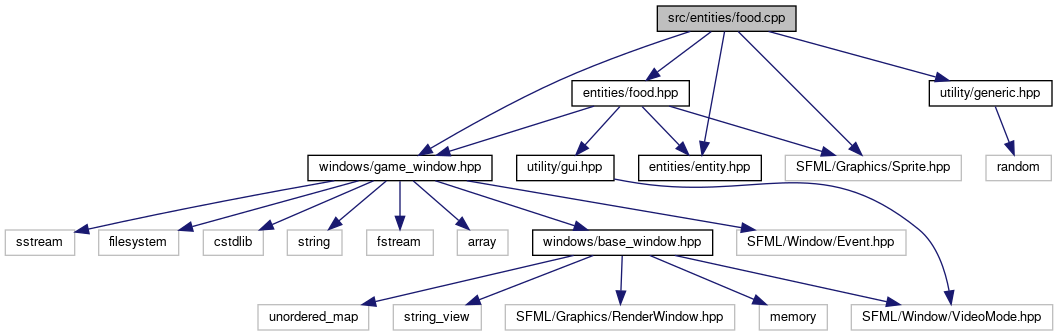 src/entities/food.cpp
entities/food.hpp
utility/generic.hpp
windows/game_window.hpp
utility/gui.hpp
entities/entity.hpp
SFML/Graphics/Sprite.hpp
random
sstream
filesystem
cstdlib
string
fstream
array
windows/base_window.hpp
SFML/Window/Event.hpp
unordered_map
string_view
SFML/Graphics/RenderWindow.hpp
memory
SFML/Window/VideoMode.hpp